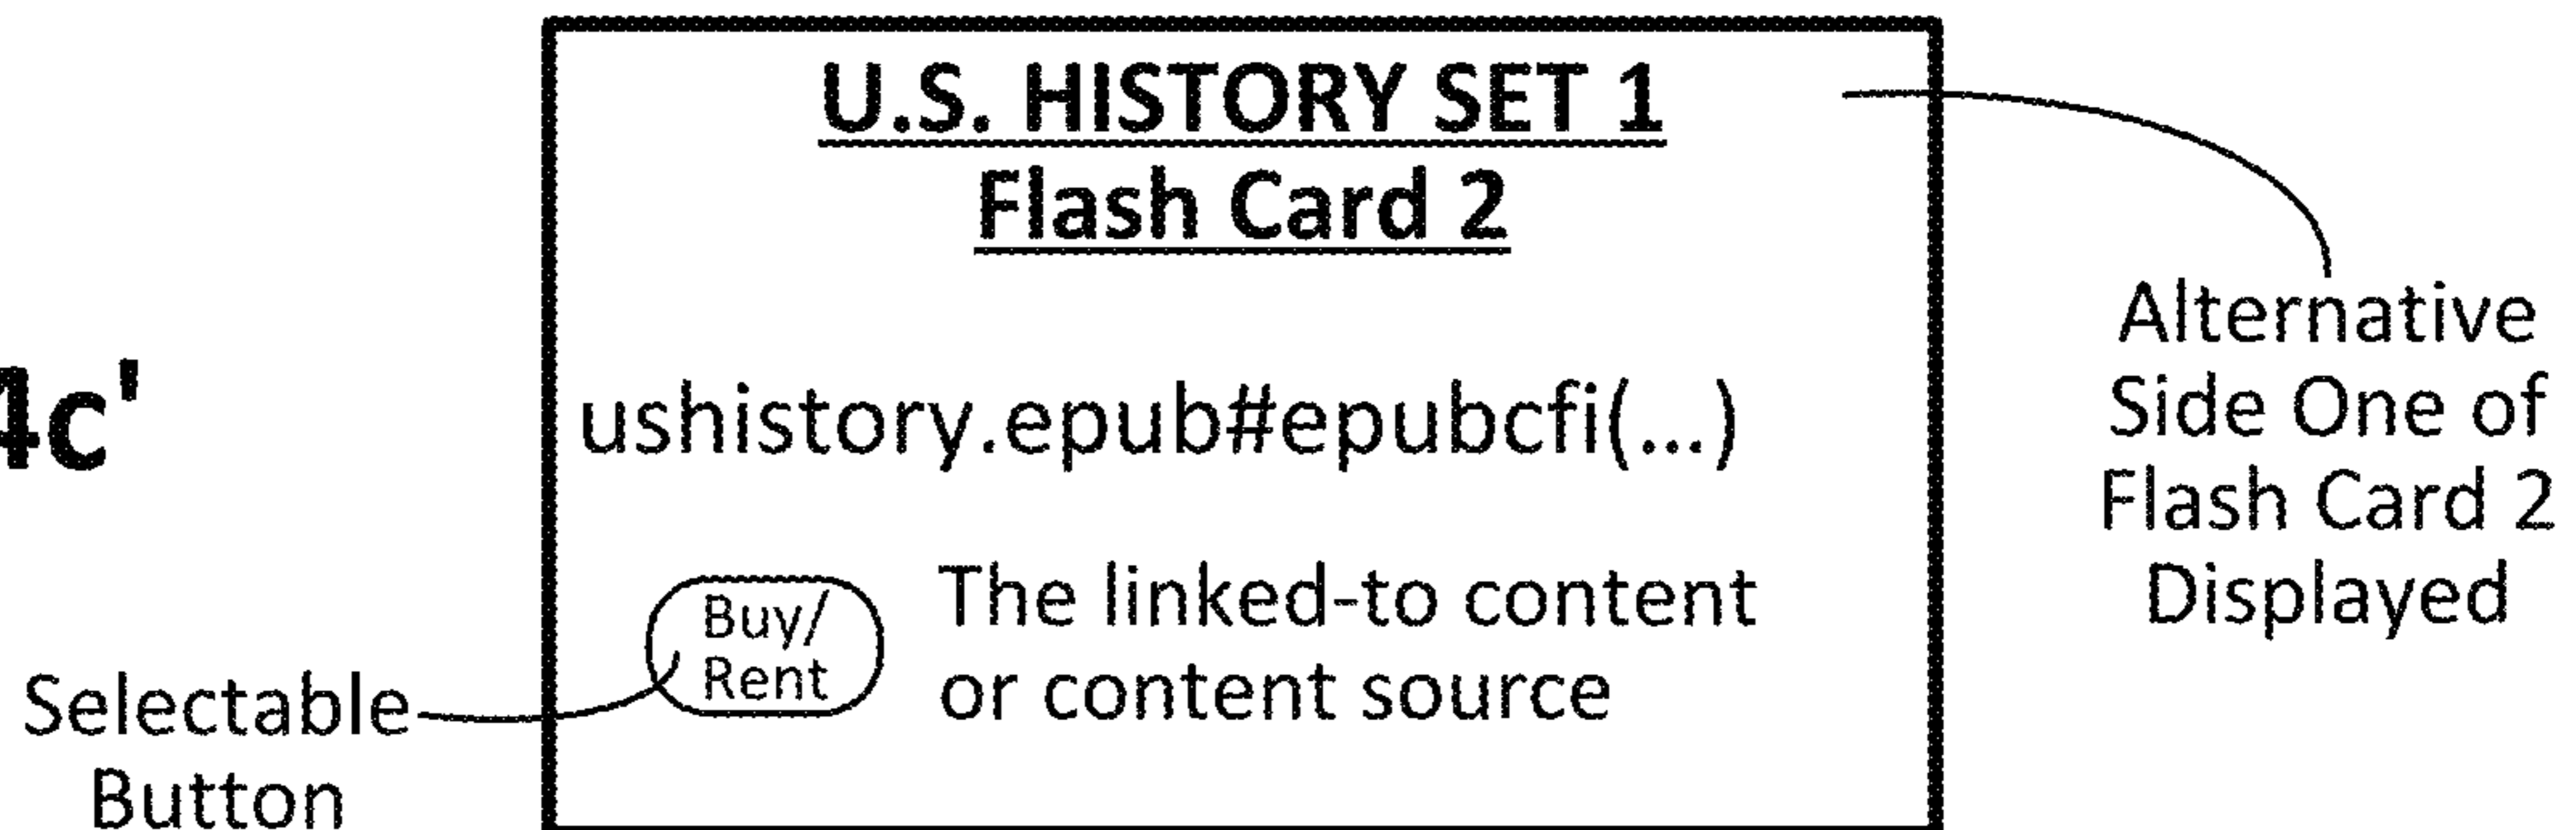 U.S. HISTORY SET 1
Flash Card 2
ushistory.epub#epubcfi(...)
Buy/
Rent
The linked-to content
or content source
Alternative
Side One of
Flash Card 2
Displayed
4c'
Selectable
Button